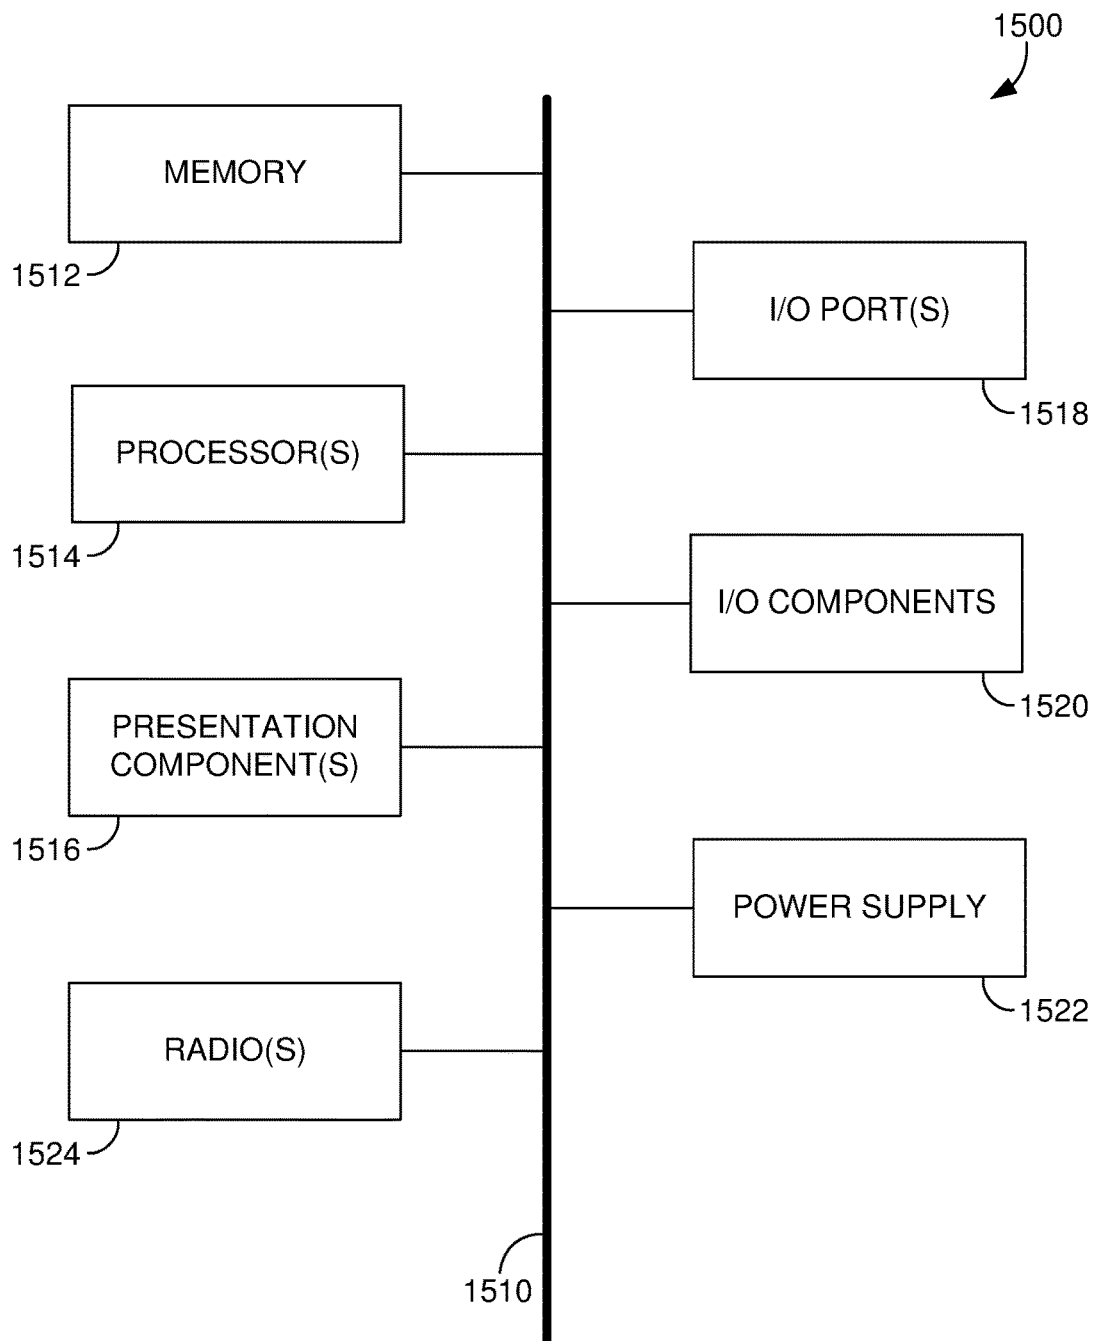 1500
MEMORY
1512
I/O PORT(S)
1518
PROCESSOR(S)
1514
I/O COMPONENTS
1520
PRESENTATION
COMPONENT(S)
1516
POWER SUPPLY
1522
RADIO(S)
1524
1510